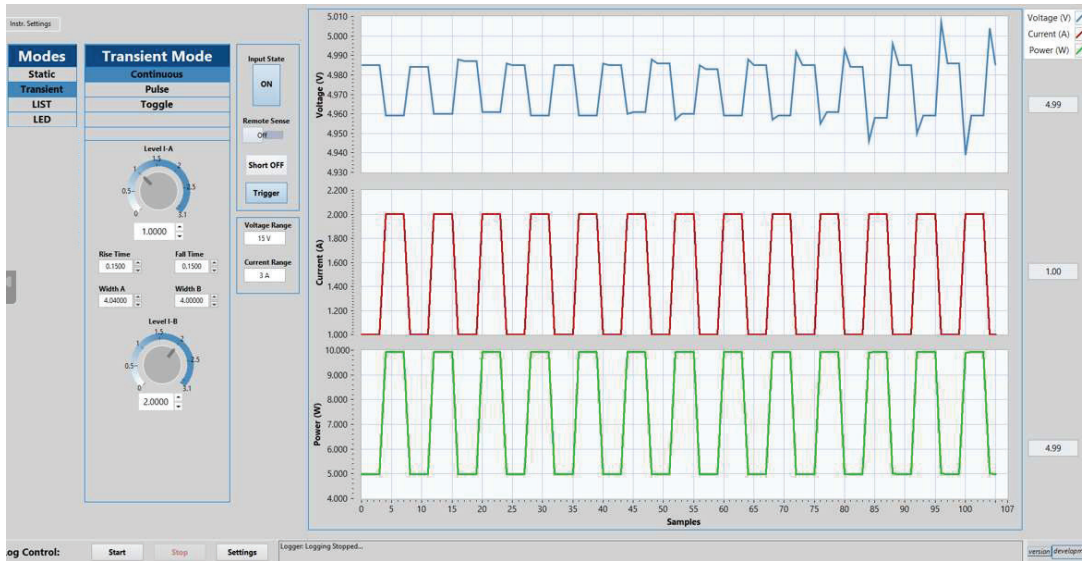 Instr. Settings
Modes
Static
Transient
LIST
LED
Transient Mode
Continuous
Pulse
Toggle
Level I-A
0
0.5
1
1.5
2
2.5
3.1
1.0000
Rise Time
Fall Time
0.1500
0.1500
Width A
Width B
4.04000
4.00000
Level I-B
0
0.5
1
1.5
2
2.5
3.1
2.0000
Input State
ON
Remote Sense
Off
Short OFF
Trigger
Voltage Range
15 V
Current Range
3 A
Voltage (V)
5.010
5.000
4.990
4.980
4.970
4.960
4.950
4.940
4.930
Current (A)
2.200
2.000
1.800
1.600
1.400
1.200
1.000
Power (W)
10.000
9.000
8.000
7.000
6.000
5.000
4.000
0 5 10 15 20 25 30 35 40 45 50 55 60 65 70 75 80 85 90 95 100 107
Samples
Voltage (V)
Current (A)
Power (W)
4.99
1.00
4.99
og Control:
Start
Stop
Settings
Logger: Logging Stopped...
version developm